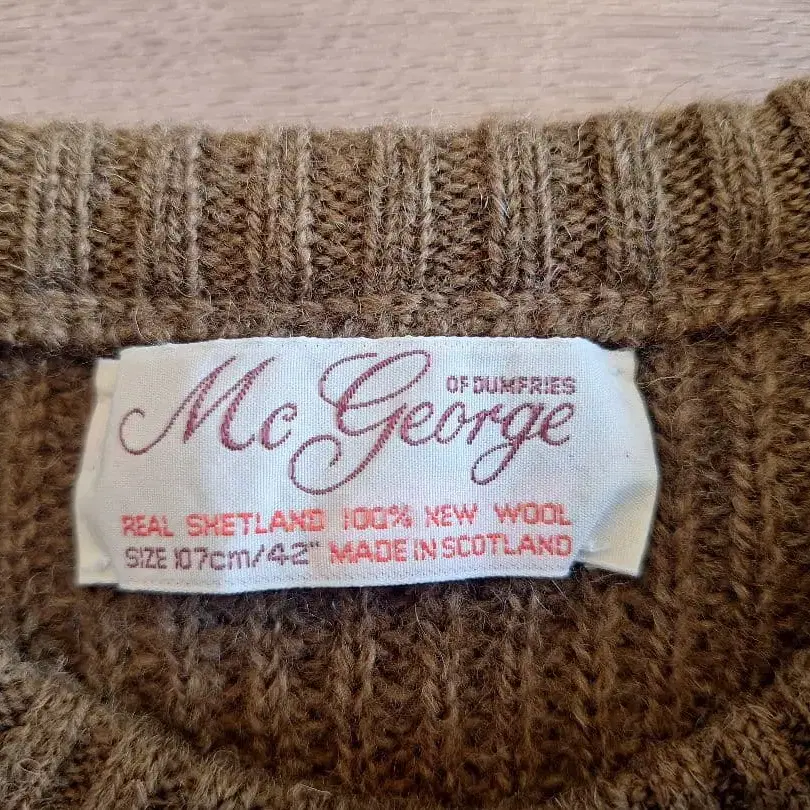 Mc George
OF DUMFRIES
REAL SHETLAND 100% NEW WOOL
SIZE 107cm/42" MADE IN SCOTLAND